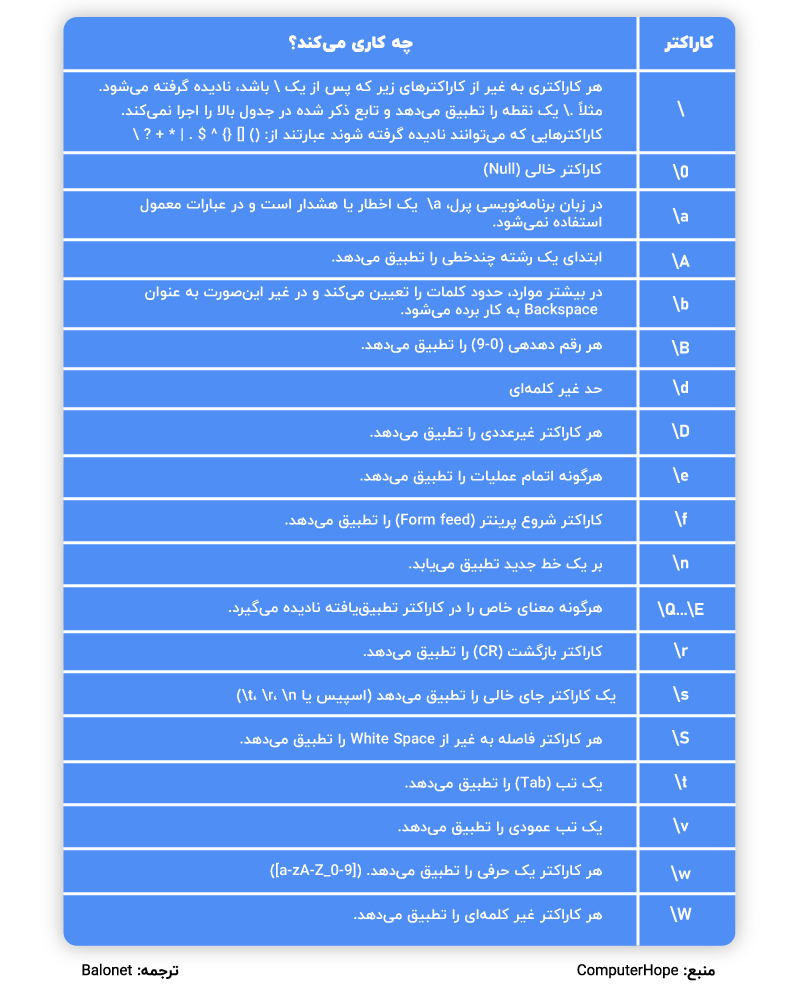 کاراکتر	چه کاری می‌کند؟
\	هر کاراکتری به غیر از کاراکترهای زیر که پس از یک \ باشد، نادیده گرفته می‌شود.
مثلاً .\ یک نقطه را تطبیق می‌دهد و تابع ذکر شده در جدول بالا را اجرا نمی‌کند.
کاراکترهایی که می‌توانند نادیده گرفته شوند عبارتند از: () [] {} ^ $ . | * + ? \
\0	کاراکتر خالی (Null)
\a	در زبان برنامه‌نویسی پرل، a\ یک اخطار یا هشدار است و در عبارات معمول
استفاده نمی‌شود.
\A	ابتدای یک رشته چندخطی را تطبیق می‌دهد.
\b	در بیشتر موارد، حدود کلمات را تعیین می‌کند و در غیر این‌صورت به عنوان
Backspace به کار برده می‌شود.
\B	هر رقم دهدهی (0-9) را تطبیق می‌دهد.
\d	حد غیر کلمه‌ای
\D	هر کاراکتر غیرعددی را تطبیق می‌دهد.
\e	هرگونه اتمام عملیات را تطبیق می‌دهد.
\f	کاراکتر شروع پرینتر (Form feed) را تطبیق می‌دهد.
\n	بر یک خط جدید تطبیق می‌یابد.
\Q...\E	هرگونه معنای خاص را در کاراکتر تطبیق‌یافته نادیده می‌گیرد.
\r	کاراکتر بازگشت (CR) را تطبیق می‌دهد.
\s	یک کاراکتر جای خالی را تطبیق می‌دهد (اسپیس یا \t، \r، \n)
\S	هر کاراکتر فاصله به غیر از White Space را تطبیق می‌دهد.
\t	یک تب (Tab) را تطبیق می‌دهد.
\v	یک تب عمودی را تطبیق می‌دهد.
\w	هر کاراکتر یک حرفی را تطبیق می‌دهد. ([a-zA-Z_0-9])
\W	هر کاراکتر غیر کلمه‌ای را تطبیق می‌دهد.
منبع: ComputerHope	ترجمه: Balonet